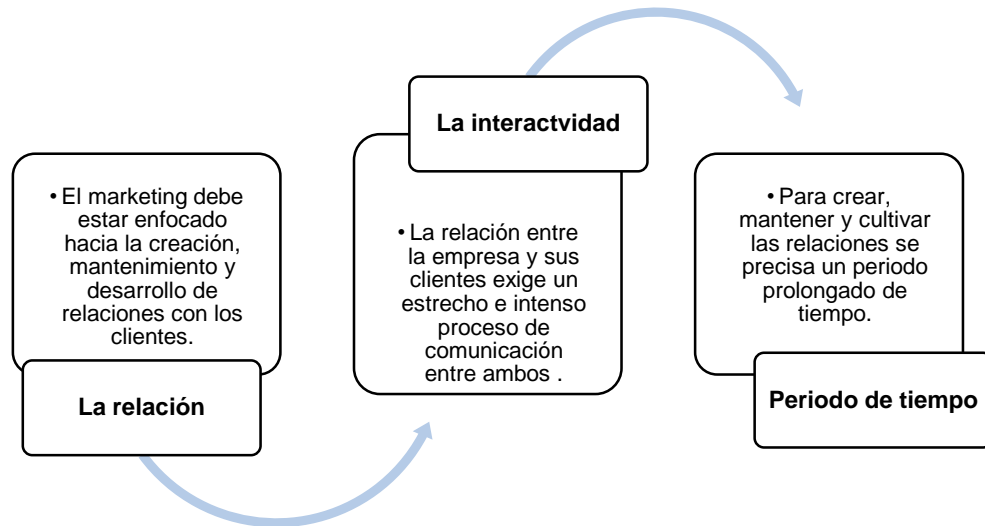 • El marketing debe
estar enfocado
hacia la creación,
mantenimiento y
desarrollo de
relaciones con los
clientes.
La relación
La interactvidad
• La relación entre
la empresa y sus
clientes exige un
estrecho e intenso
proceso de
comunicación
entre ambos .
• Para crear,
mantener y cultivar
las relaciones se
precisa un periodo
prolongado de
tiempo.
Periodo de tiempo